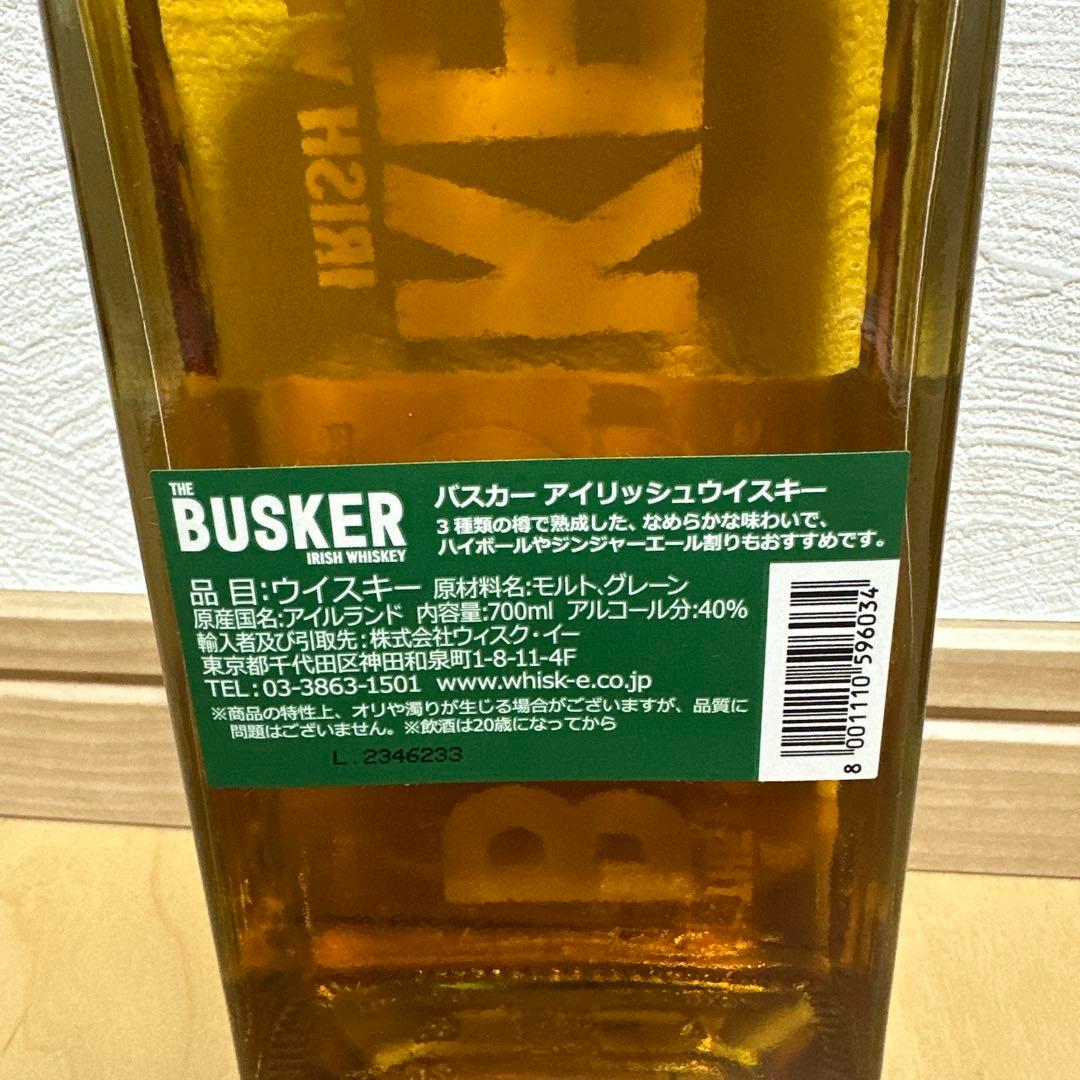 IRISH W
KE
THE
BUSKER
IRISH WHISKEY
バスカー アイリッシュウイスキー
3種類の樽で熟成した、なめらかな味わいで、
ハイボールやジンジャーエール割りもおすすめです。
品 目:ウイスキー 原材料名:モルト、グレーン
原産国名:アイルランド 内容量:700ml アルコール分:40%
輸入者及び引取先:株式会社ウィスク・イー
東京都千代田区神田和泉町1-8-11-4F
TEL:03-3863-1501 www.whisk-e.co.jp
※商品の特性上、オリや濁りが生じる場合がございますが、品質に
問題はございません。※飲酒は20歳になってから
L.2346233
8 001110 596034
B
THE